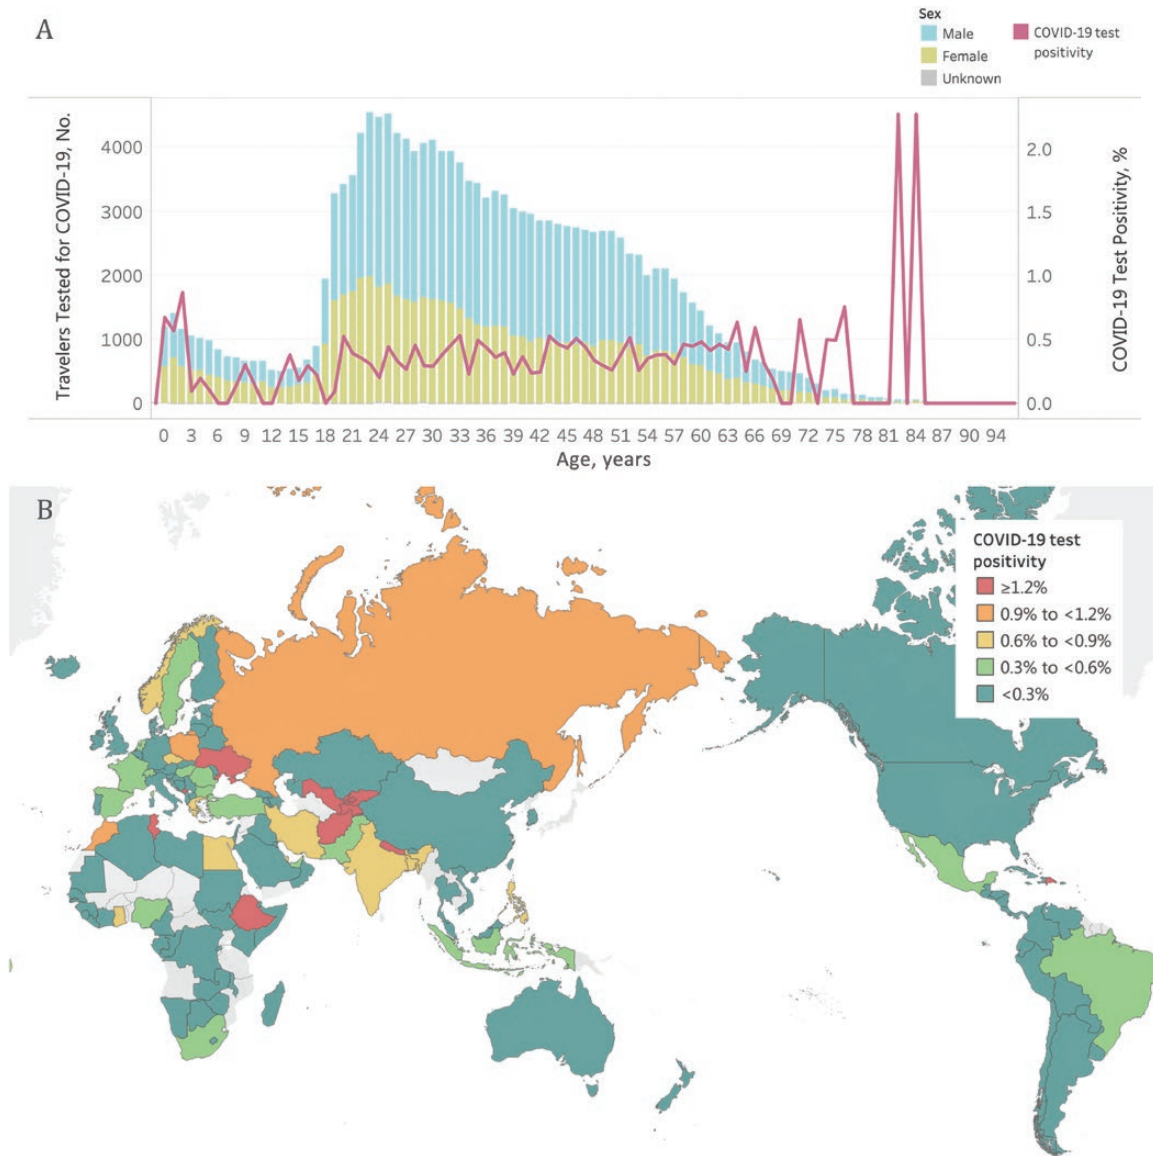 A
Sex
Male
Female
Unknown
COVID-19 test
positivity
Travelers Tested for COVID-19, No.
4000
3000
2000
1000
0
COVID-19 Test Positivity, %
2.0
1.5
1.0
0.5
0.0
0 3 6 9 12 15 18 21 24 27 30 33 34 36 39 42 45 48 51 54 57 60 63 66 69 72 75 78 81 84 87 90 94
Age, years
B
COVID-19 test
positivity
≥1.2%
0.9% to <1.2%
0.6% to <0.9%
0.3% to <0.6%
<0.3%